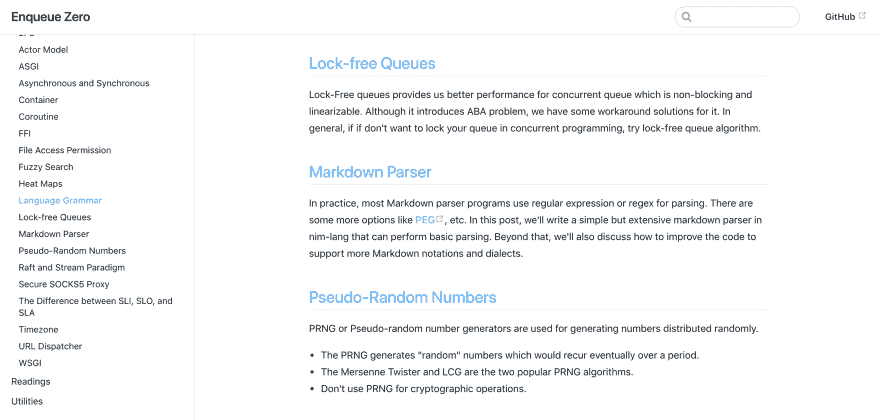 Enqueue Zero
GitHub
Actor Model
ASGI
Asynchronous and Synchronous
Container
Coroutine
FFI
File Access Permission
Fuzzy Search
Heat Maps
Language Grammar
Lock-free Queues
Markdown Parser
Pseudo-Random Numbers
Raft and Stream Paradigm
Secure SOCKS5 Proxy
The Difference between SLI, SLO, and
SLA
Timezone
URL Dispatcher
WSGI
Readings
Utilities
Lock-free Queues
Lock-Free queues provides us better performance for concurrent queue which is non-blocking and
linearizable. Although it introduces ABA problem, we have some workaround solutions for it. In
general, if if don't want to lock your queue in concurrent programming, try lock-free queue algorithm.
Markdown Parser
In practice, most Markdown parser programs use regular expression or regex for parsing. There are
some more options like PEG, etc. In this post, we'll write a simple but extensive markdown parser in
nim-lang that can perform basic parsing. Beyond that, we'll also discuss how to improve the code to
support more Markdown notations and dialects.
Pseudo-Random Numbers
PRNG or Pseudo-random number generators are used for generating numbers distributed randomly.
• The PRNG generates "random" numbers which would recur eventually over a period.
• The Mersenne Twister and LCG are the two popular PRNG algorithms.
• Don't use PRNG for cryptographic operations.